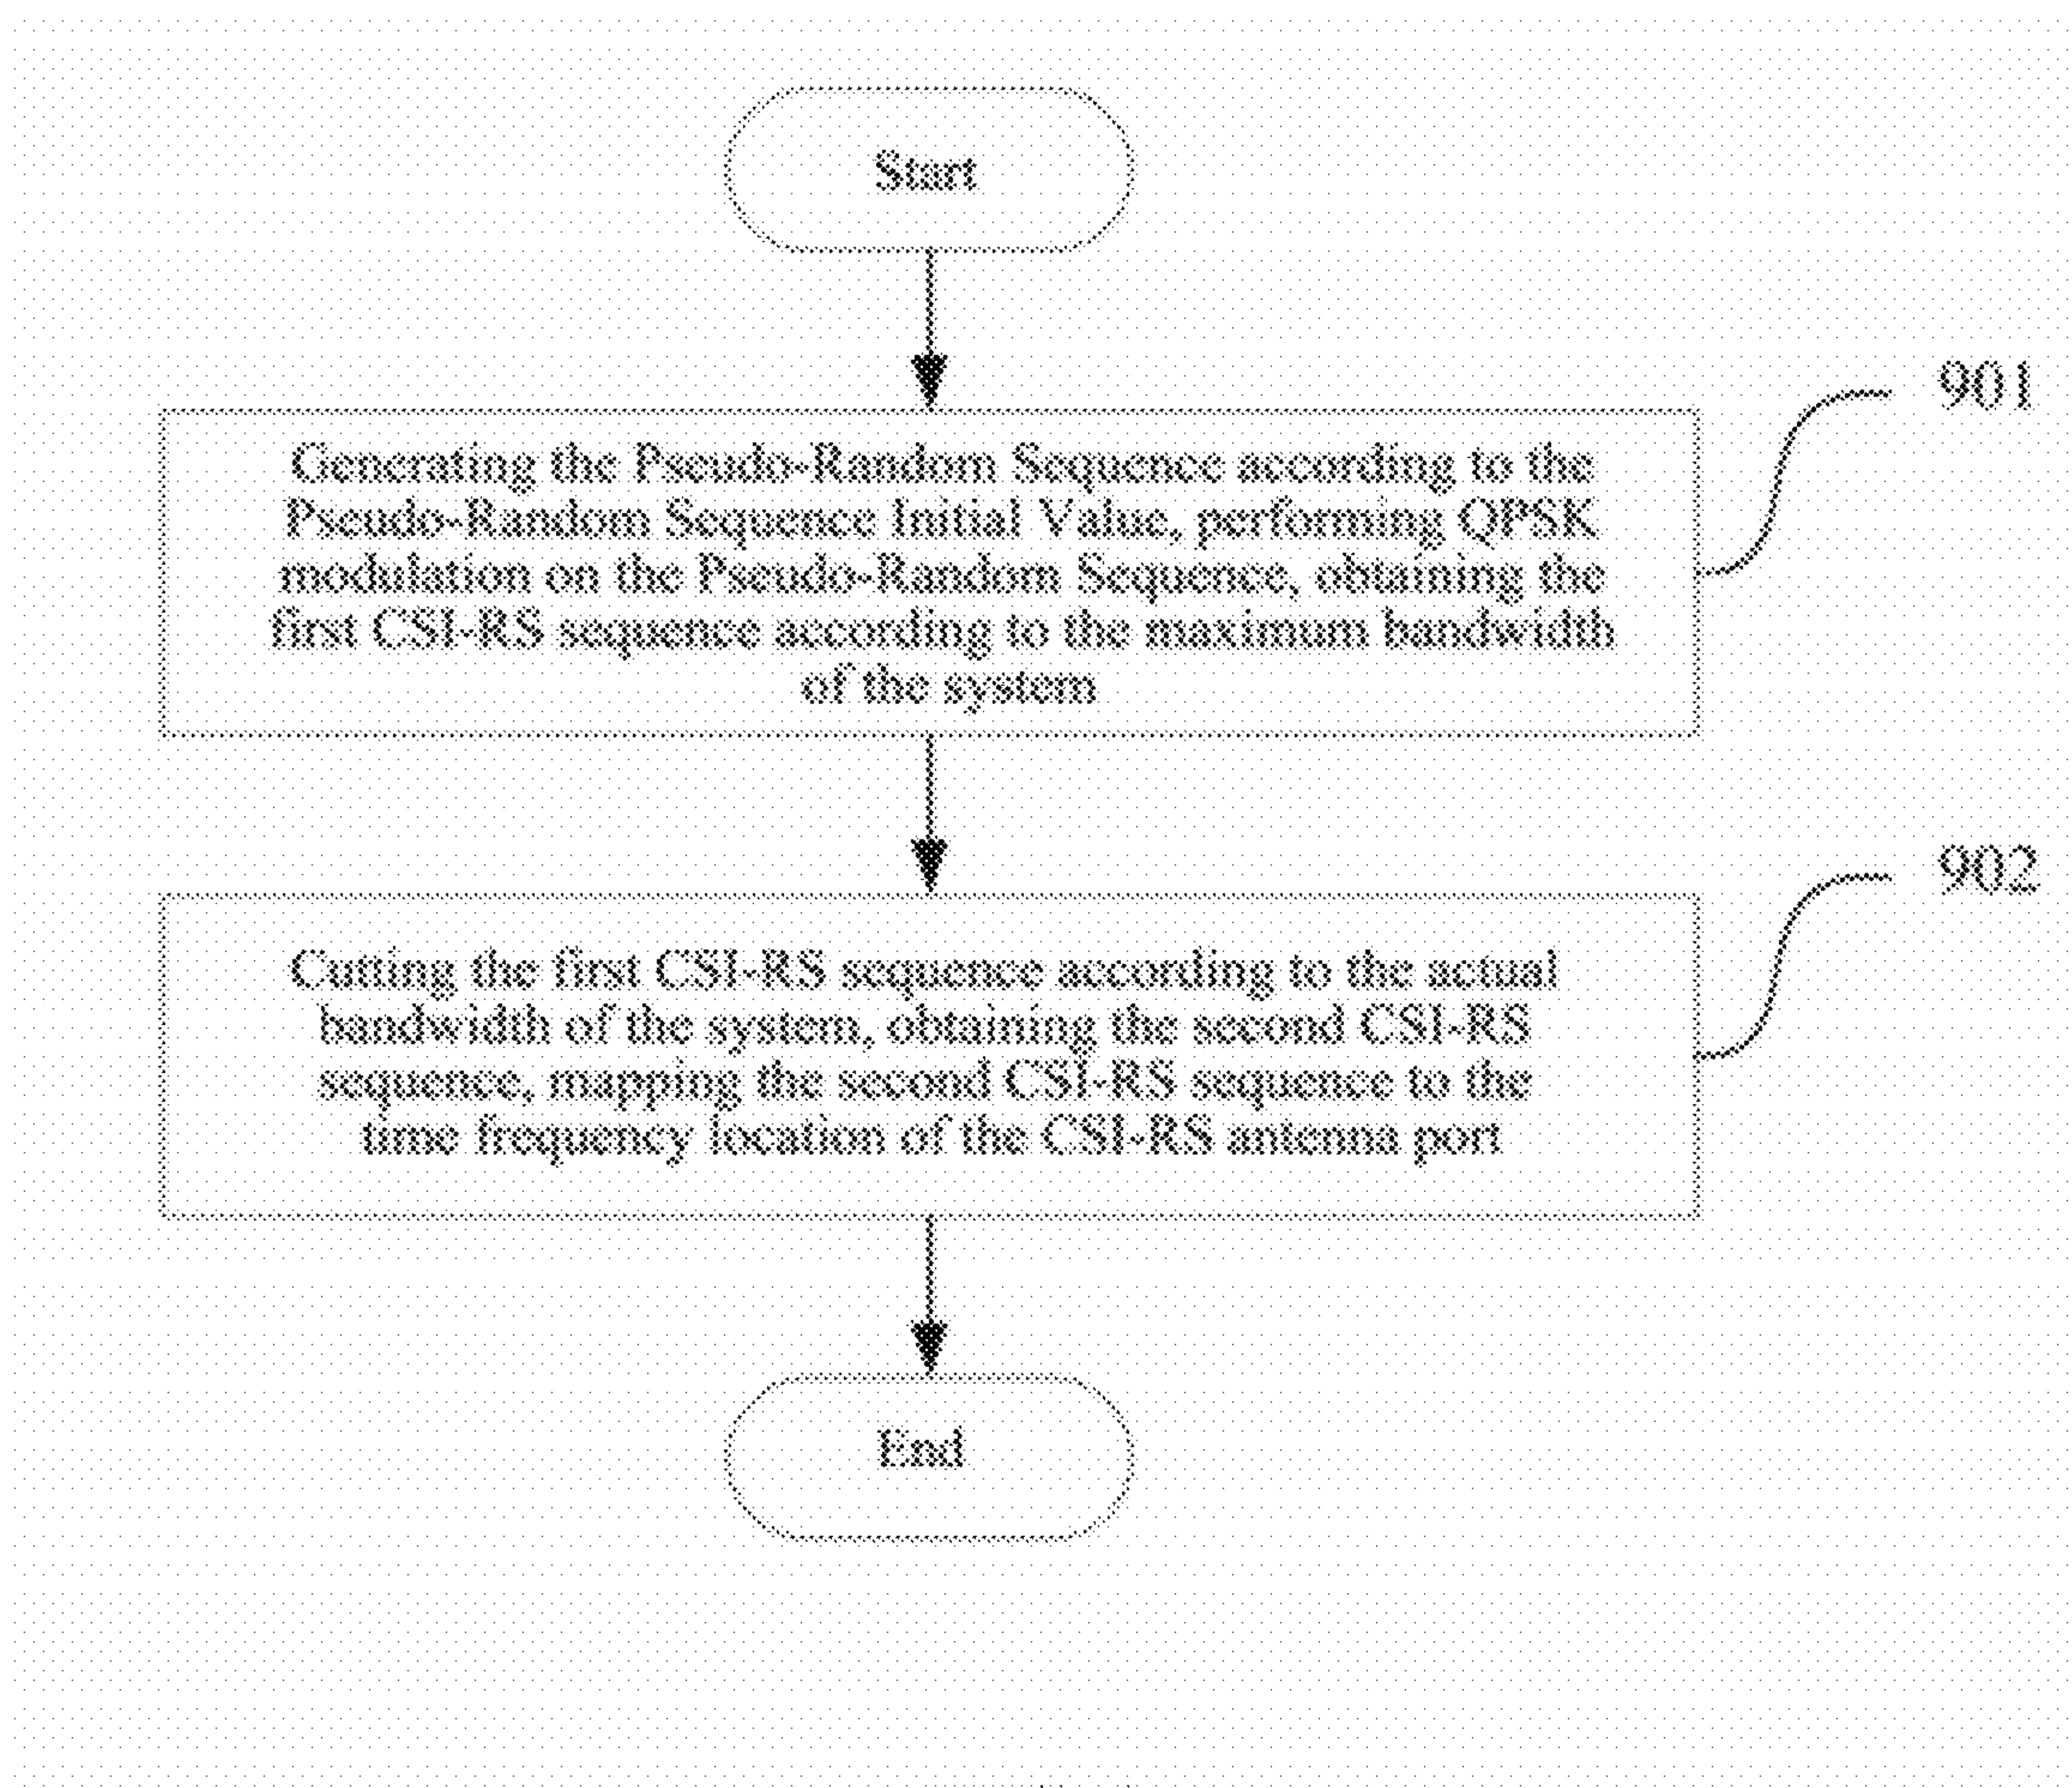 Start
901
Generating the Pseudo-Random Sequence according to the
Pseudo-Random Sequence Initial Value, performing QPSK
modulation on the Pseudo-Random Sequence, obtaining the
first CSI-RS sequence according to the maximum bandwidth
of the system
902
Cutting the first CSI-RS sequence according to the actual
bandwidth of the system, obtaining the second CSI-RS
sequence, mapping the second CSI-RS sequence to the
time frequency location of the CSI-RS antenna port
End